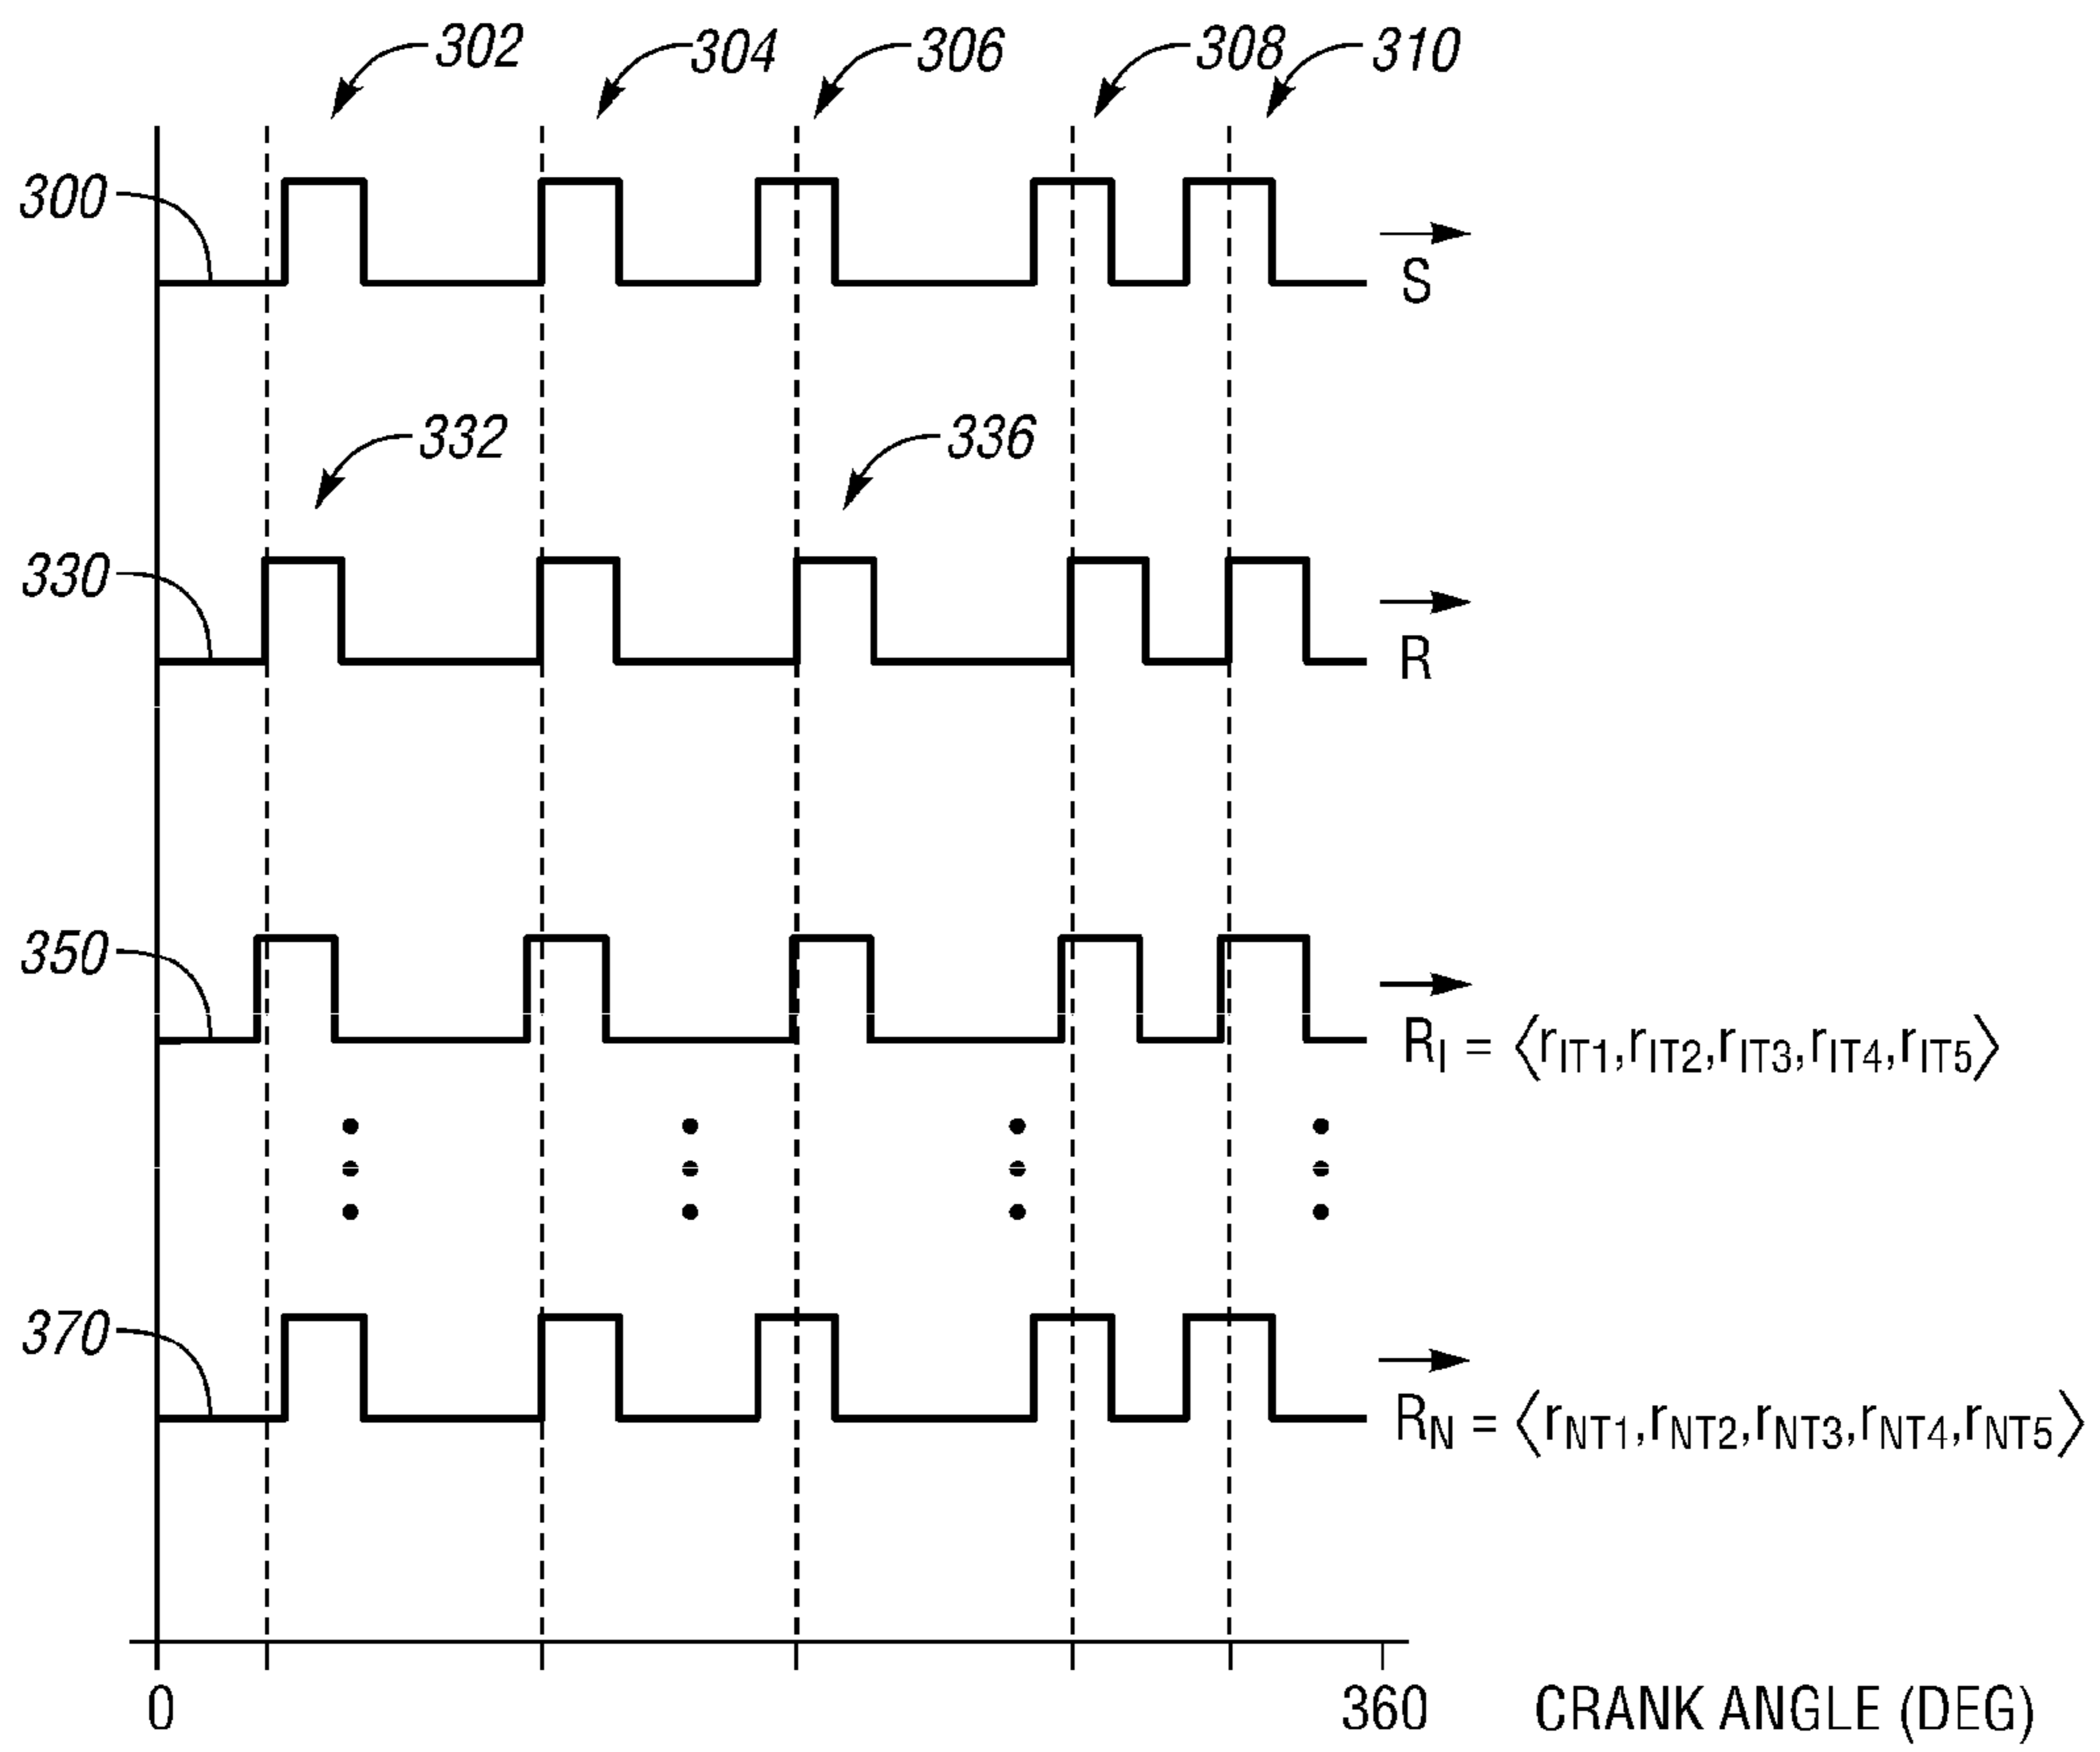 302 304 306 308 310
300
S
332 336
330
R
350
R_I = ⟨r_IT1,r_IT2,r_IT3,r_IT4,r_IT5⟩
370
R_N = ⟨r_NT1,r_NT2,r_NT3,r_NT4,r_NT5⟩
0 360 CRANK ANGLE (DEG)